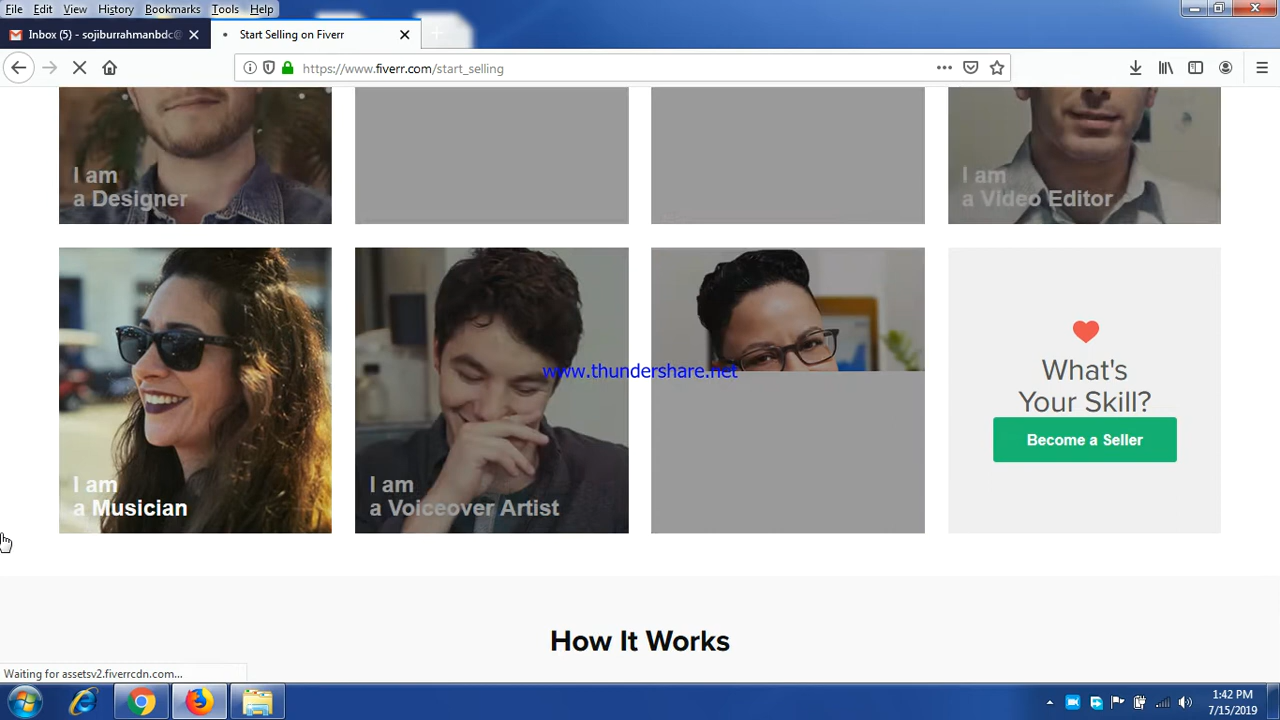 File Edit View History Bookmarks Tools Help
Inbox (5) - sojiburrahmanbdc@
Start Selling on Fiverr
https://www.fiverr.com/start_selling
I am
a Designer
I am
a Video Editor
I am
a Musician
I am
a Voiceover Artist
www.thundershare.net
What's
Your Skill?
Become a Seller
How It Works
Waiting for assetsv2.fiverrcdn.com...
1:42 PM
7/15/2019